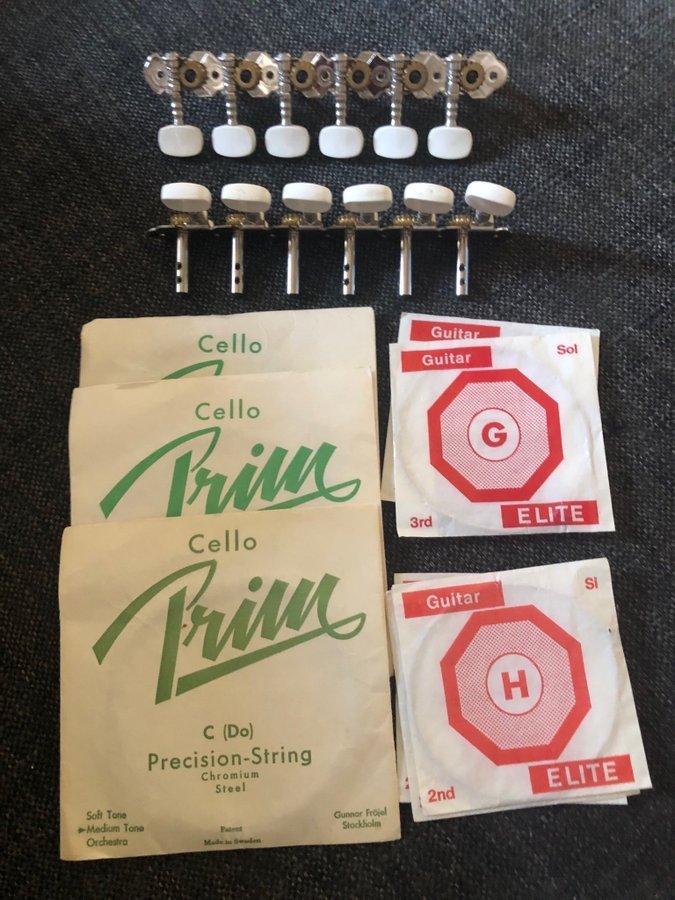 Cello
Cello
Prim
Cello
Prim
C (Do)
Precision-String
Chromium
Steel
Soft Tone
Medium Tone
Orchestra
Patent
Made in Sweden
Gunnar Fröjel
Stockholm
Guitar
Guitar
Sol
G
3rd
ELITE
Guitar
Si
H
2nd
ELITE